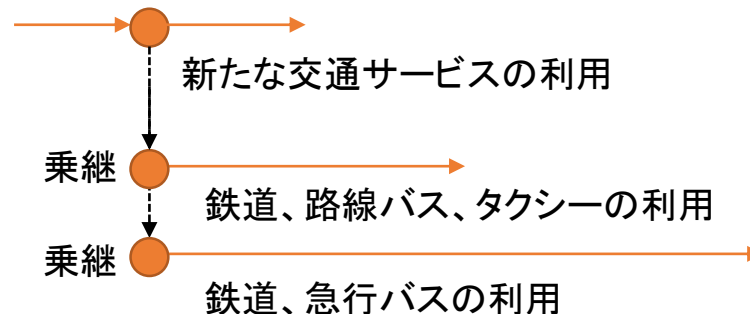 新たな交通サービスの利用
乗継
鉄道、路線バス、タクシーの利用
乗継
鉄道、急行バスの利用